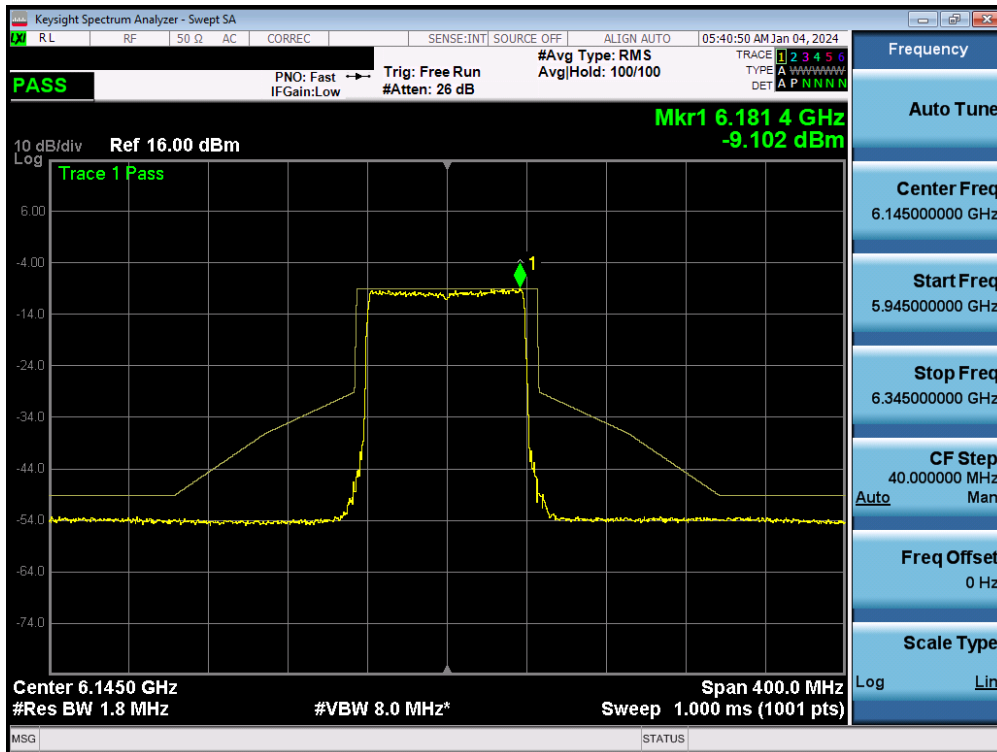 Keysight Spectrum Analyzer - Swept SA
LXI RL RF 50 Ω AC CORREC SENSE:INT SOURCE OFF ALIGN AUTO 05:40:50 AM Jan 04, 2024
PASS
PNO: Fast
IFGain:Low
Trig: Free Run
#Atten: 26 dB
#Avg Type: RMS
Avg|Hold: 100/100
TRACE 1 2 3 4 5 6
TYPE A WWWWW
DET A P N N N N
Mkr1 6.181 4 GHz
-9.102 dBm
10 dB/div Ref 16.00 dBm
Log
Trace 1 Pass
1
6.00
-4.00
-14.0
-24.0
-34.0
-44.0
-54.0
-64.0
-74.0
Center 6.1450 GHz Span 400.0 MHz
#Res BW 1.8 MHz #VBW 8.0 MHz* Sweep 1.000 ms (1001 pts)
MSG STATUS
Frequency
Auto Tune
Center Freq
6.145000000 GHz
Start Freq
5.945000000 GHz
Stop Freq
6.345000000 GHz
CF Step
40.000000 MHz
Auto Man
Freq Offset
0 Hz
Scale Type
Log Lin